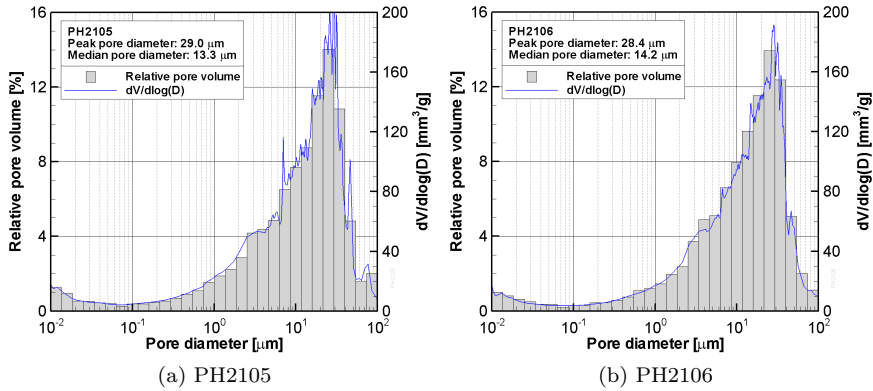 PH2105
Peak pore diameter: 29.0 μm
Median pore diameter: 13.3 μm
Relative pore volume
dV/dlog(D)
Relative pore volume [%]
16
12
8
4
0
200
160
120
80
40
0
dV/dlog(D) [mm³/g]
10⁻² 10⁻¹ 10⁰ 10¹ 10²
Pore diameter [μm]
(a) PH2105
PH2106
Peak pore diameter: 28.4 μm
Median pore diameter: 14.2 μm
Relative pore volume
dV/dlog(D)
Relative pore volume [%]
16
12
8
4
0
200
160
120
80
40
0
dV/dlog(D) [mm³/g]
10⁻² 10⁻¹ 10⁰ 10¹ 10²
Pore diameter [μm]
(b) PH2106